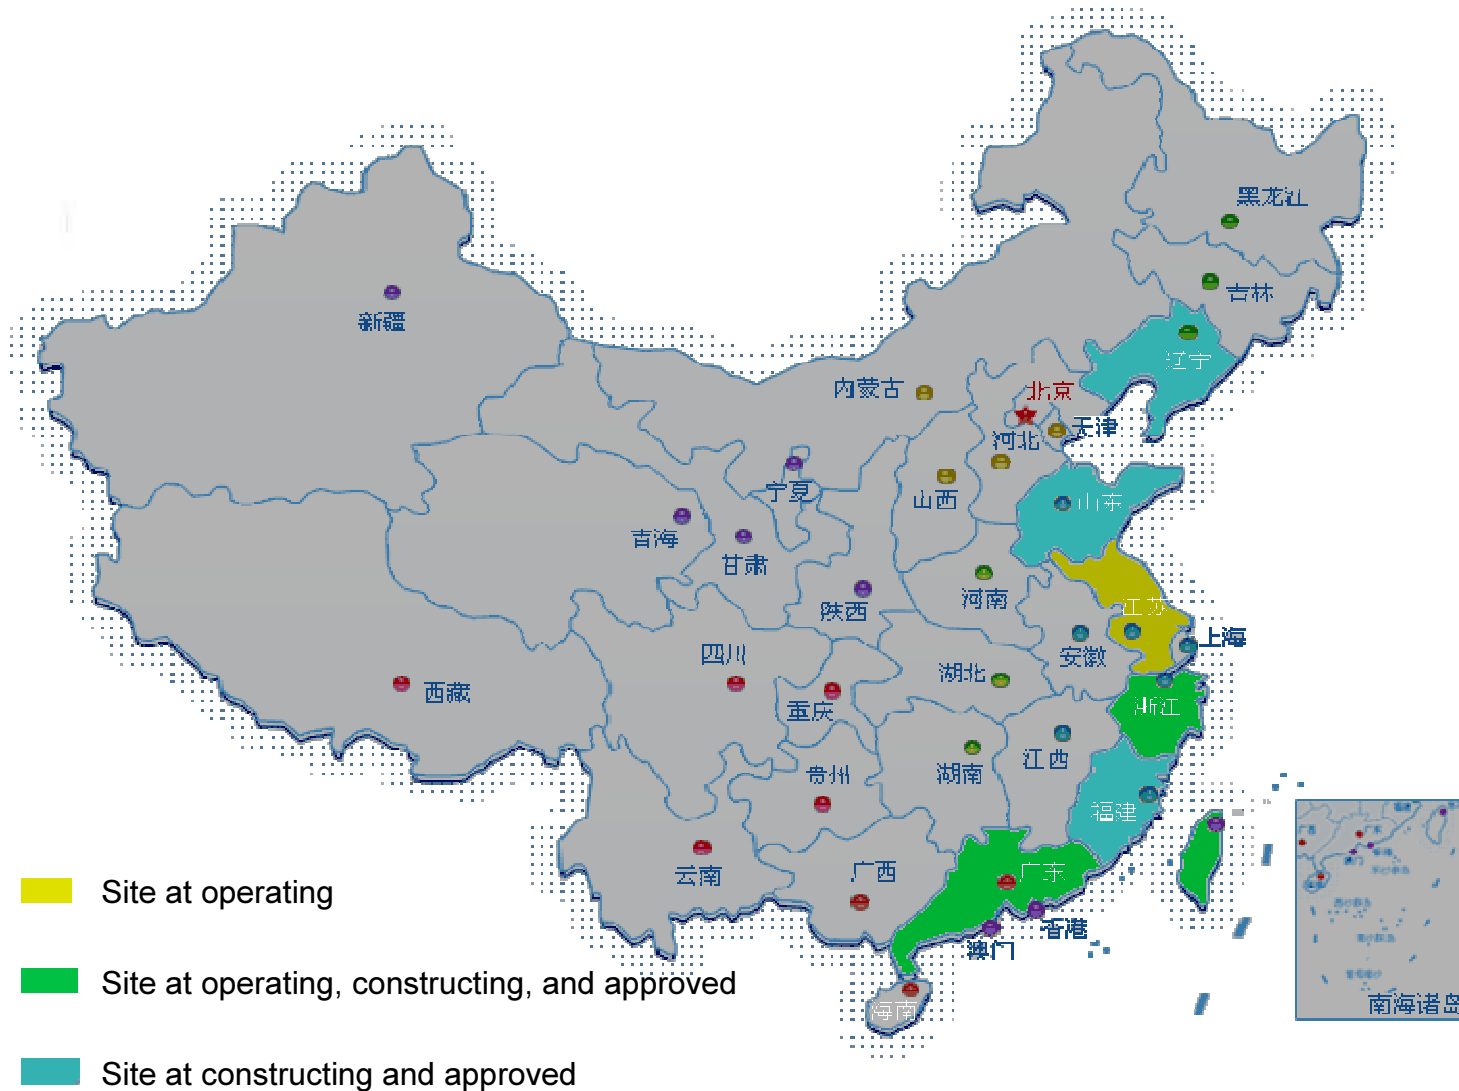 黑龙江
吉林
新疆
辽宁
内蒙古
北京
天津
河北
宁夏
山西
山东
青海
甘肃
陕西
河南
江苏
安徽
上海
四川
湖北
西藏
重庆
浙江
江西
贵州
湖南
福建
广东
云南
广西
香港
澳门
海南
南海诸岛
Site at operating
Site at operating, constructing, and approved
Site at constructing and approved